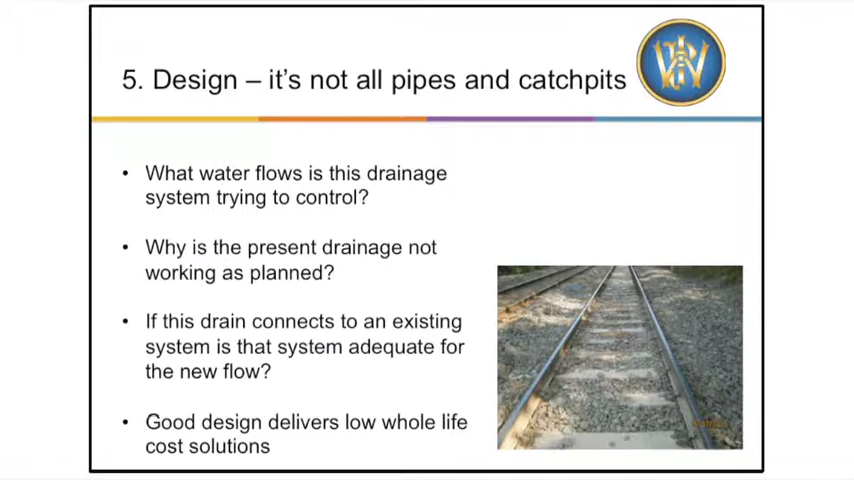 5. Design – it's not all pipes and catchpits
• What water flows is this drainage
system trying to control?
• Why is the present drainage not
working as planned?
• If this drain connects to an existing
system is that system adequate for
the new flow?
• Good design delivers low whole life
cost solutions